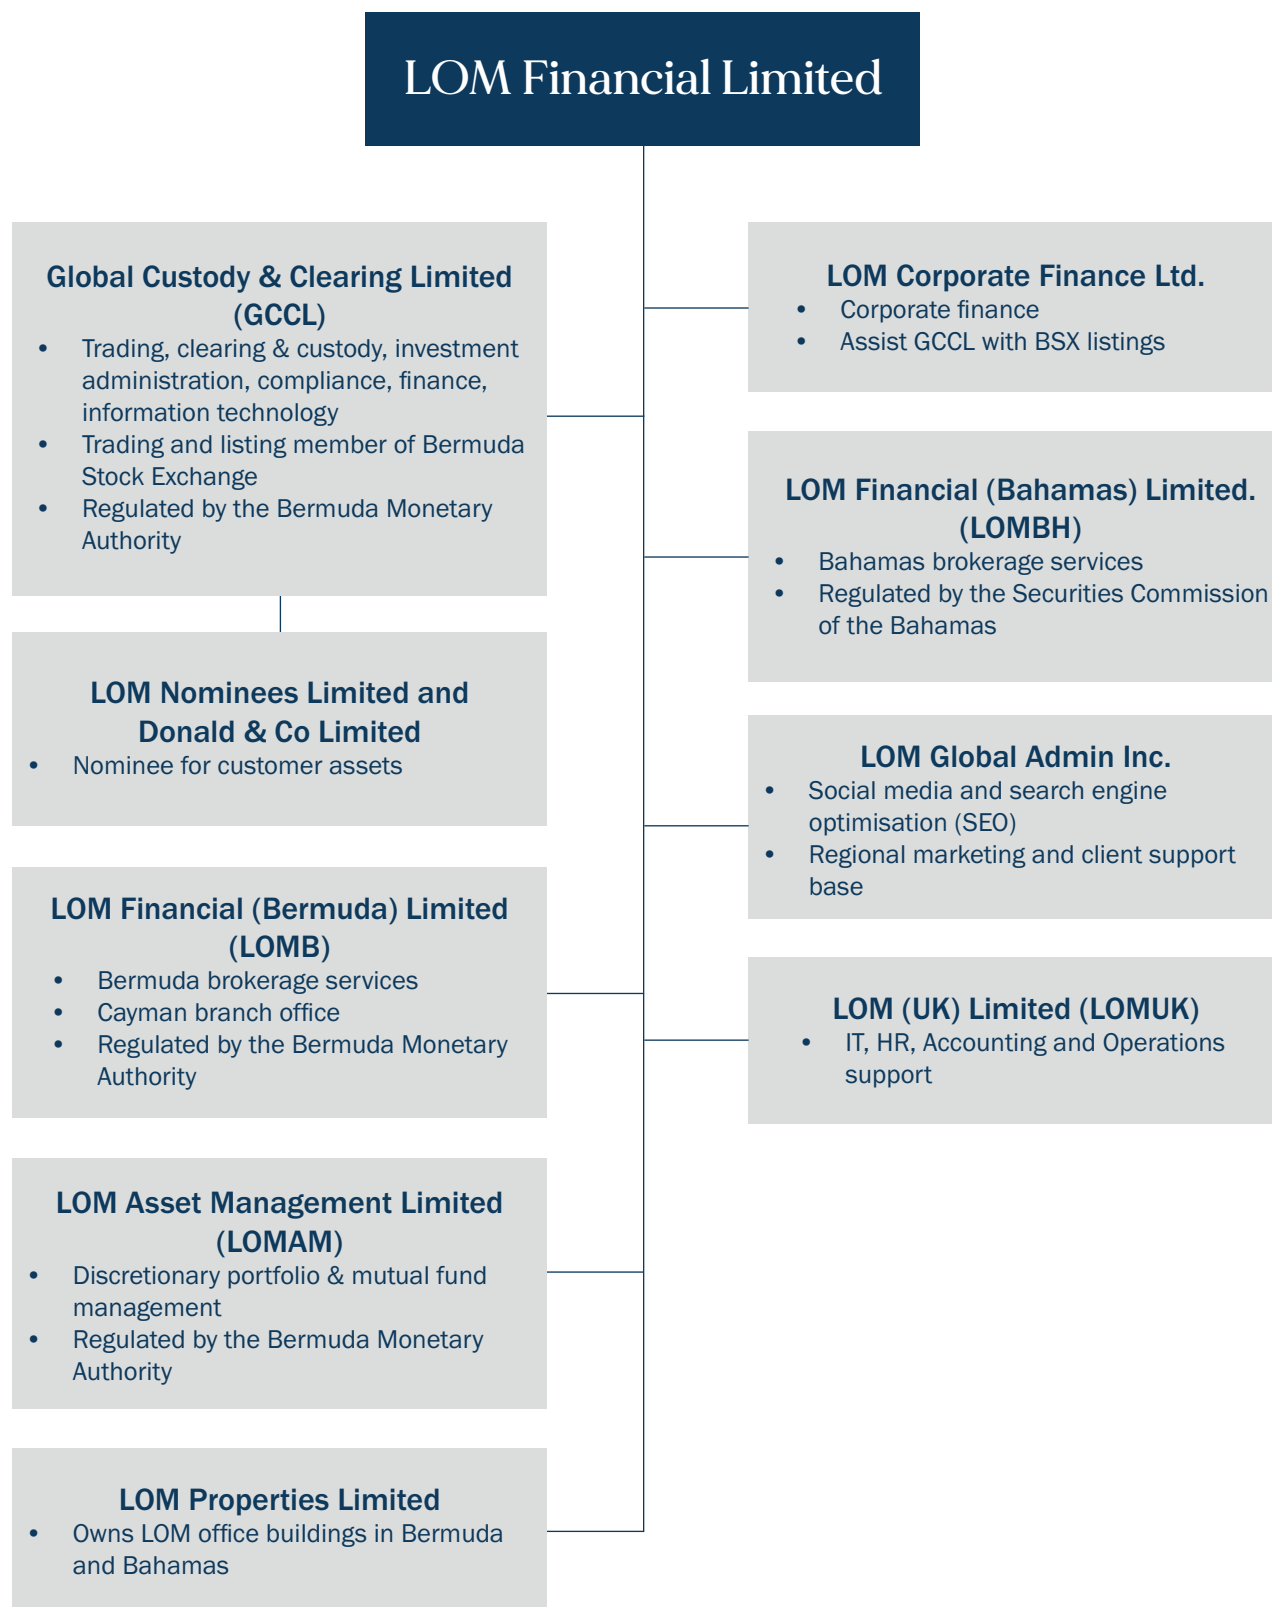 LOM Financial Limited
Global Custody & Clearing Limited
(GCCL)
• Trading, clearing & custody, investment
administration, compliance, finance,
information technology
• Trading and listing member of Bermuda
Stock Exchange
• Regulated by the Bermuda Monetary
Authority
LOM Nominees Limited and
Donald & Co Limited
• Nominee for customer assets
LOM Financial (Bermuda) Limited
(LOMB)
• Bermuda brokerage services
• Cayman branch office
• Regulated by the Bermuda Monetary
Authority
LOM Asset Management Limited
(LOMAM)
• Discretionary portfolio & mutual fund
management
• Regulated by the Bermuda Monetary
Authority
LOM Properties Limited
• Owns LOM office buildings in Bermuda
and Bahamas
LOM Corporate Finance Ltd.
• Corporate finance
• Assist GCCL with BSX listings
LOM Financial (Bahamas) Limited.
(LOMBH)
• Bahamas brokerage services
• Regulated by the Securities Commission
of the Bahamas
LOM Global Admin Inc.
• Social media and search engine
optimisation (SEO)
• Regional marketing and client support
base
LOM (UK) Limited (LOMUK)
• IT, HR, Accounting and Operations
support